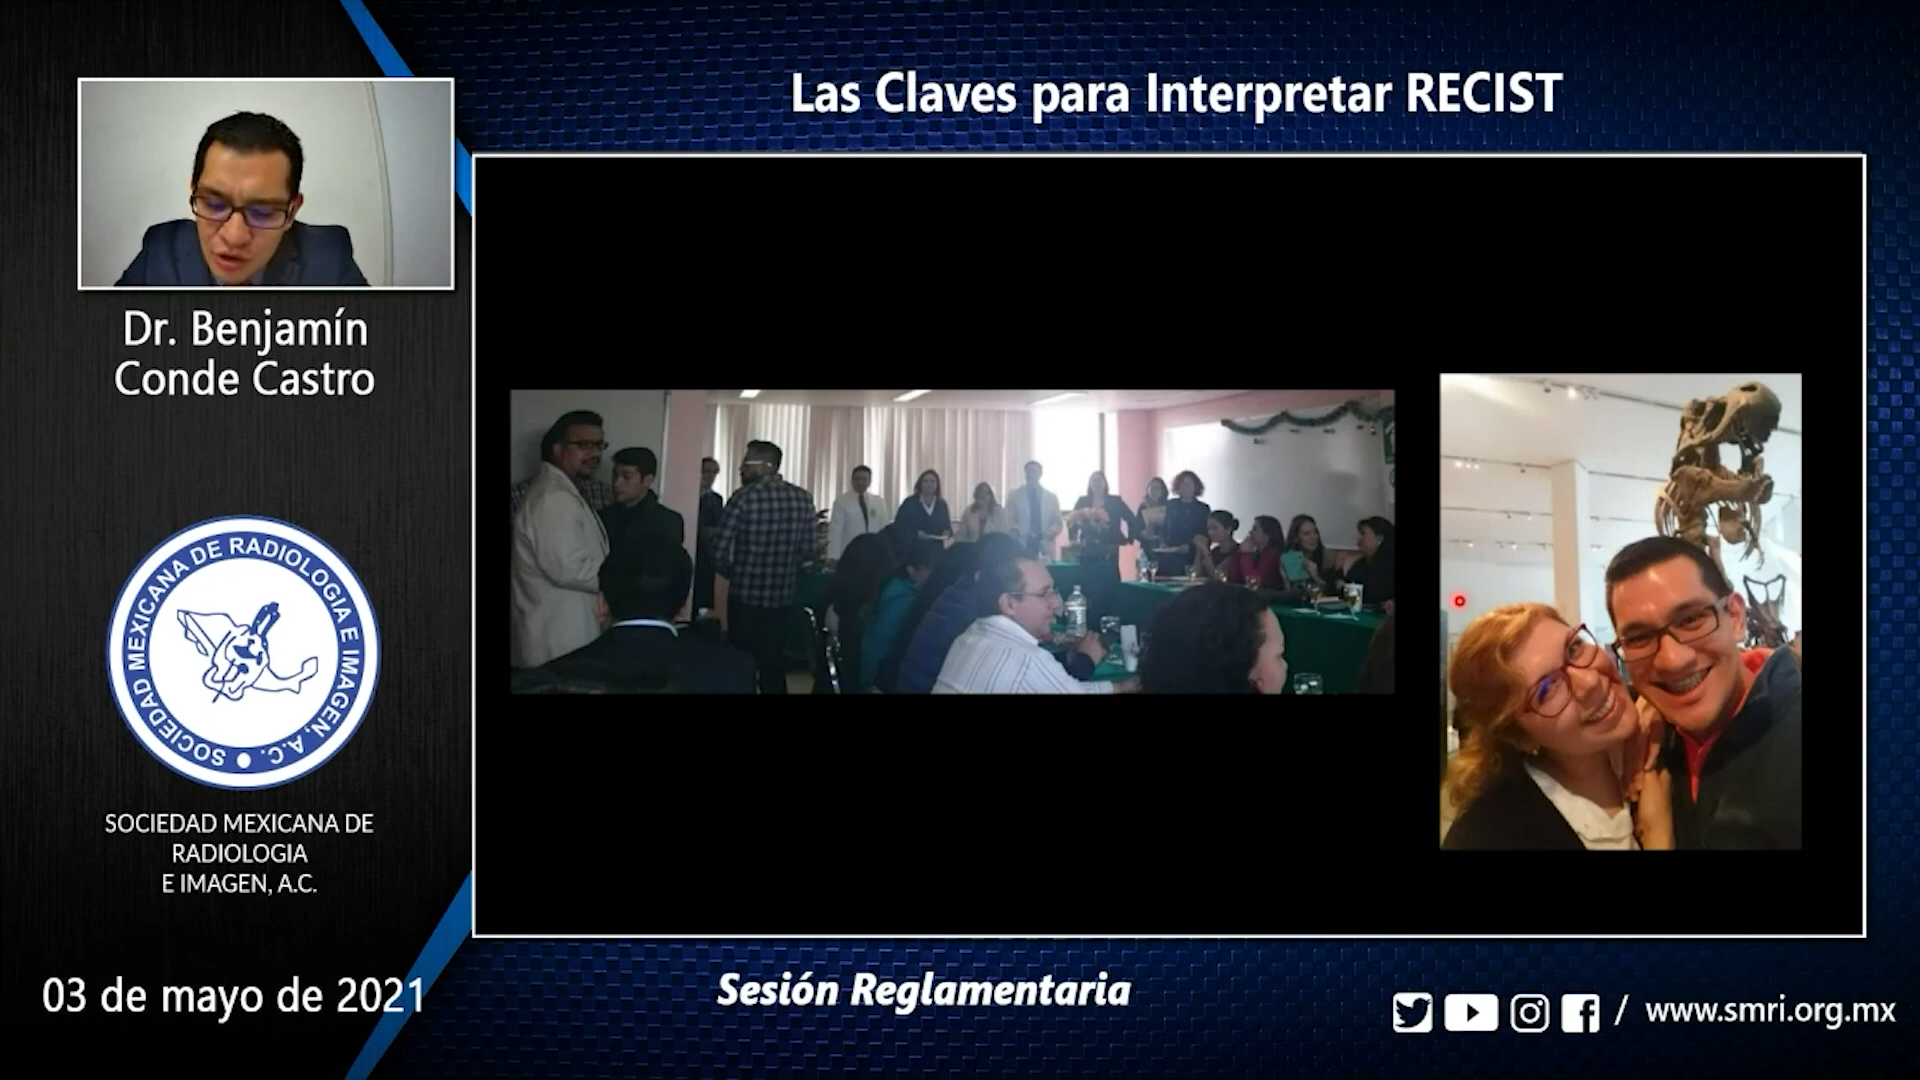 Las Claves para Interpretar RECIST
Dr. Benjamín
Conde Castro
SOCIEDAD MEXICANA DE RADIOLOGIA E IMAGEN, A.C.
SOCIEDAD MEXICANA DE
RADIOLOGIA
E IMAGEN, A.C.
03 de mayo de 2021
Sesión Reglamentaria
/ www.smri.org.mx